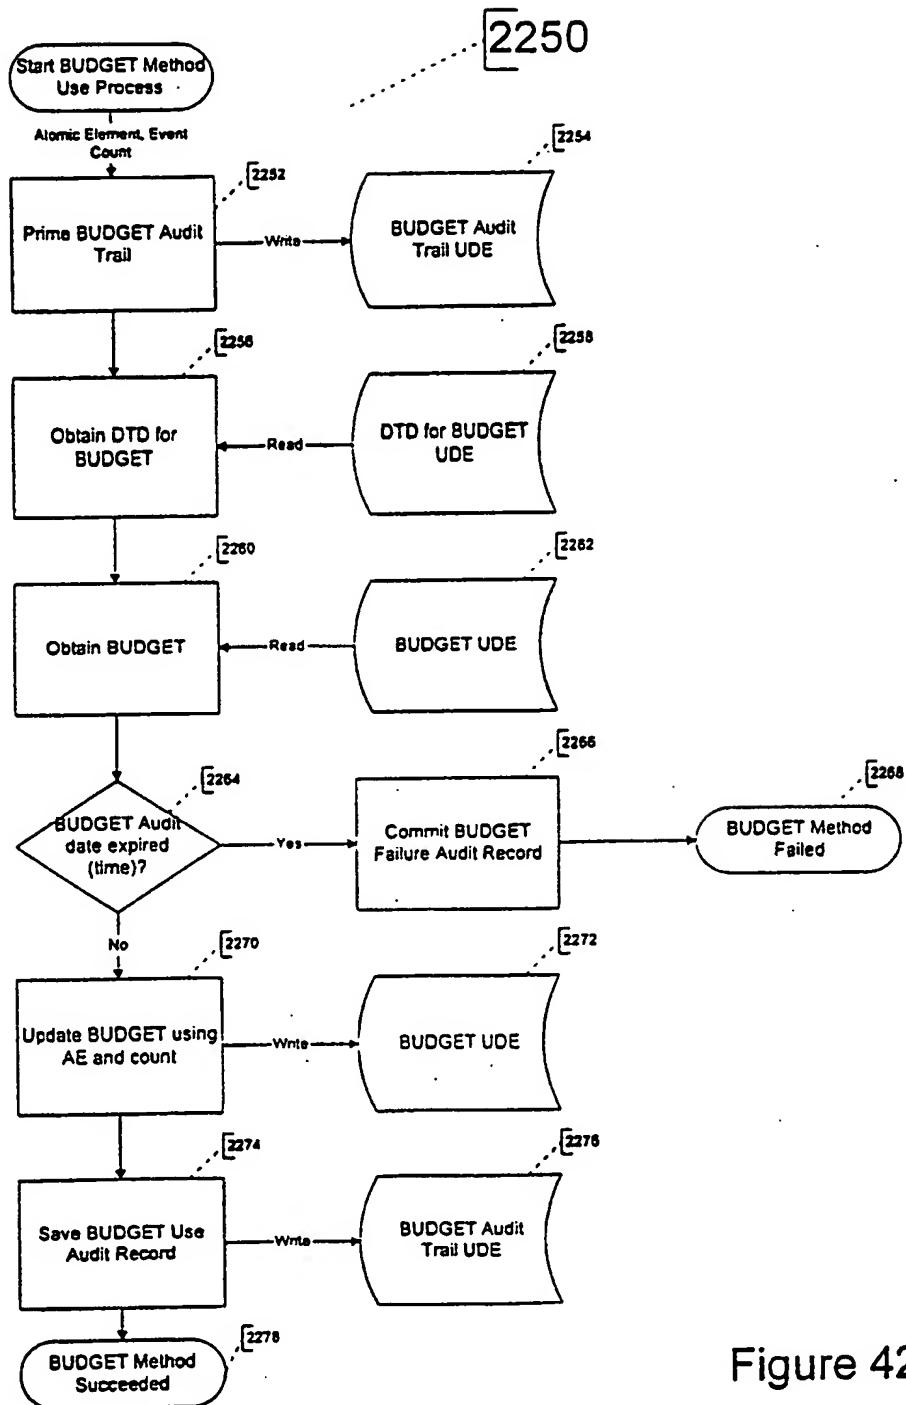 2250
Start BUDGET Method
Use Process
Atomic Element, Event
Count
2252
2254
Prime BUDGET Audit
Trail
Write
BUDGET Audit
Trail UDE
2256
2258
Obtain DTD for
BUDGET
Read
DTD for BUDGET
UDE
2260
2262
Obtain BUDGET
Read
BUDGET UDE
2264
2266
2268
BUDGET Audit
date expired
(time)?
Yes
Commit BUDGET
Failure Audit Record
BUDGET Method
Failed
No
2270
2272
Update BUDGET using
AE and count
Write
BUDGET UDE
2274
2276
Save BUDGET Use
Audit Record
Write
BUDGET Audit
Trail UDE
2278
BUDGET Method
Succeeded
Figure 42